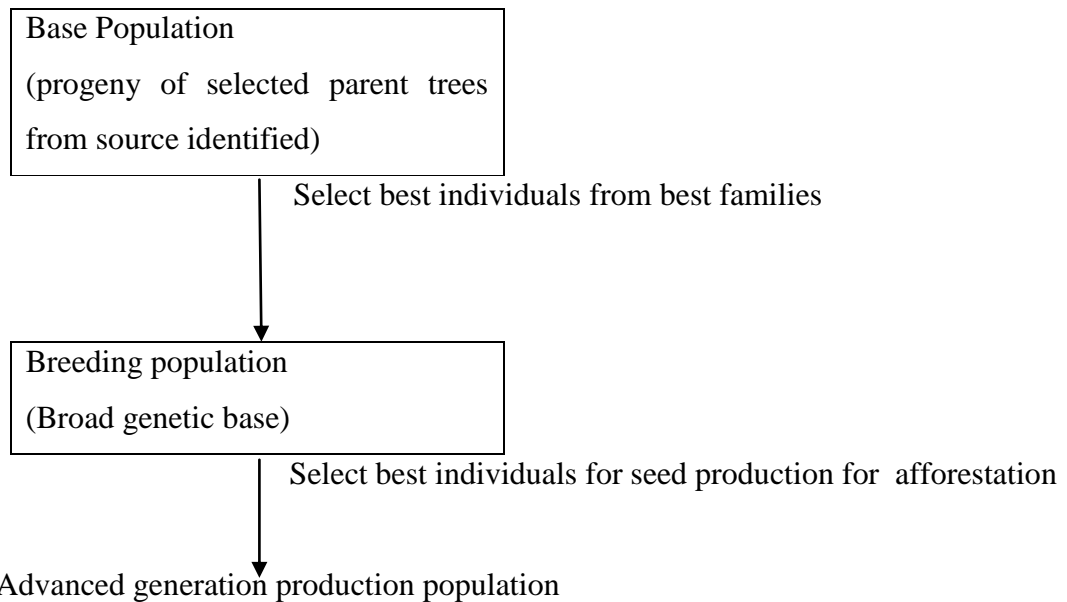 Base Population
(progeny of selected parent trees
from source identified)
Select best individuals from best families
Breeding population
(Broad genetic base)
Select best individuals for seed production for afforestation
Advanced generation production population